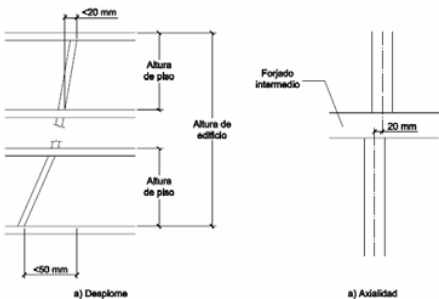 <20 mm
Altura
de piso
Altura de
edificio
Altura
de piso
<50 mm
a) Desplome
Forjado
intermedio
20 mm
a) Axialidad